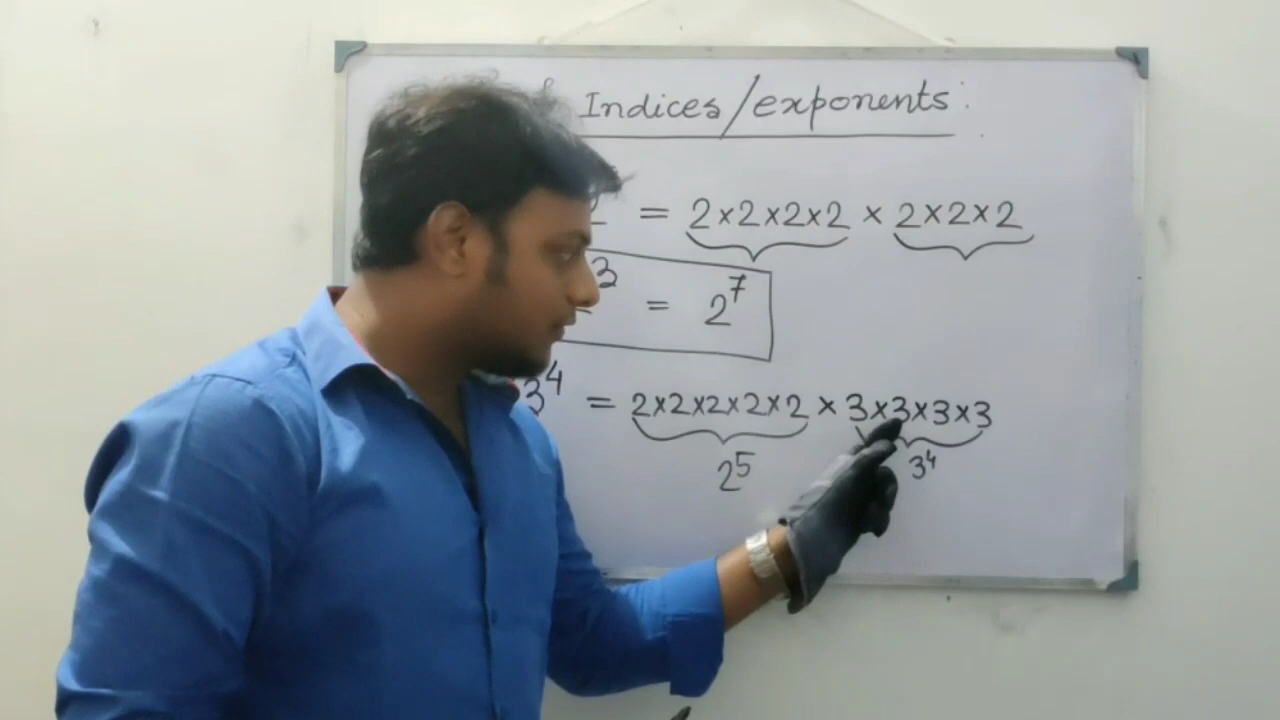 Indices/exponents:
= 2×2×2×2 × 2×2×2
3 = 2⁷
3⁴ = 2×2×2×2×2 × 3×3×3×3
2⁵ 3⁴